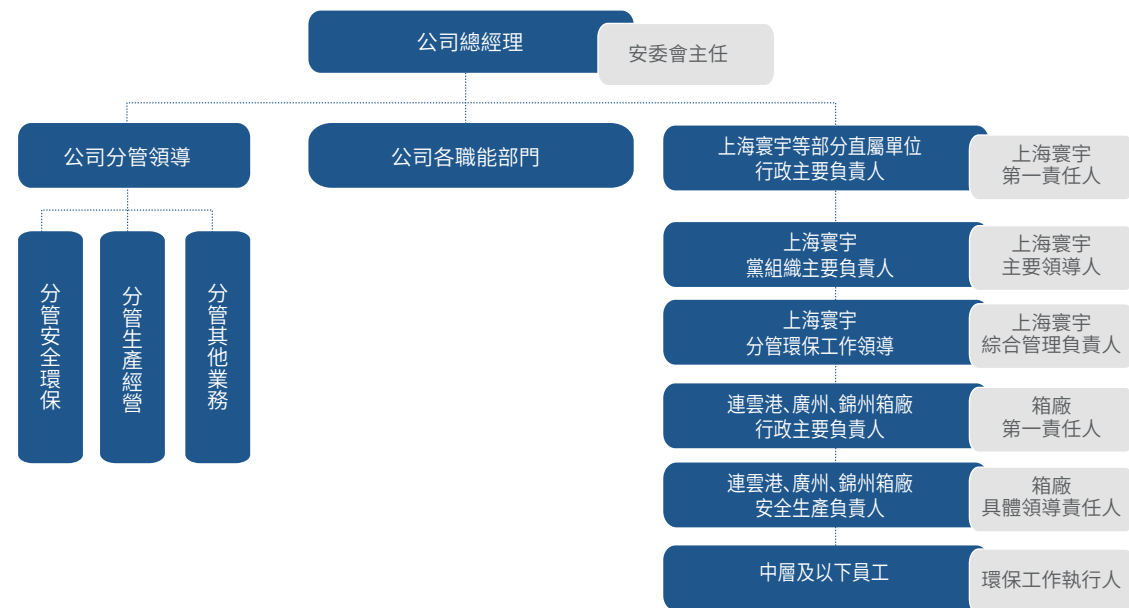 公司總經理
安委會主任
公司分管領導
公司各職能部門
上海寰宇等部分直屬單位
行政主要負責人
上海寰宇
第一責任人
分管安全環保
分管生產經營
分管其他業務
上海寰宇
黨組織主要負責人
上海寰宇
主要領導人
上海寰宇
分管環保工作領導
上海寰宇
綜合管理負責人
連雲港、廣州、錦州箱廠
行政主要負責人
箱廠
第一責任人
連雲港、廣州、錦州箱廠
安全生產負責人
箱廠
具體領導責任人
中層及以下員工
環保工作執行人